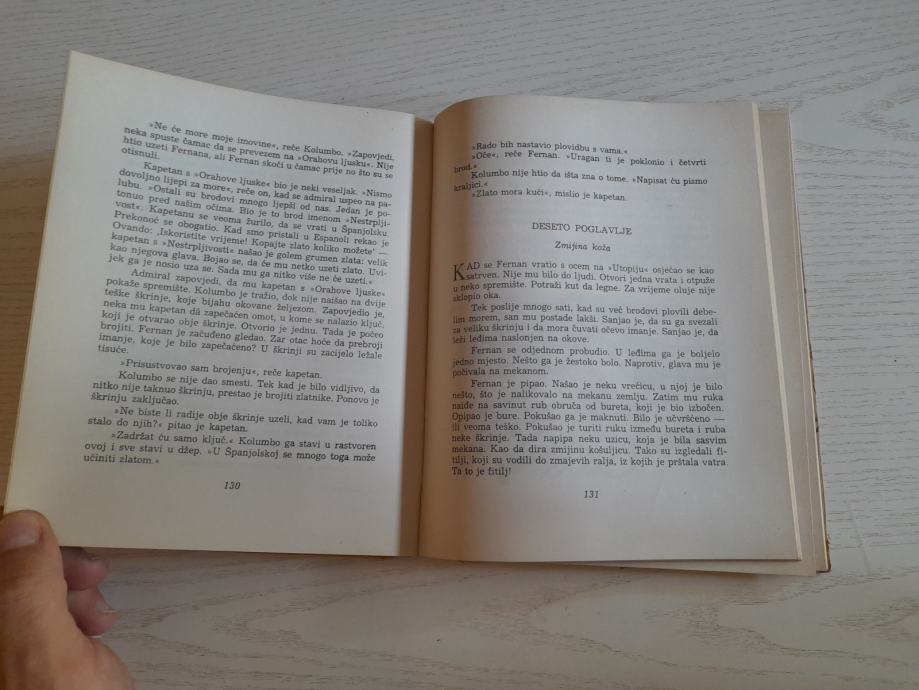 »Ne će more moje imovine«, reče Kolumbo. »Zapovjedi,
neka spuste čamac da se prevezem na »Orahovu ljusku«. Nije
htio uzeti Fernana, ali Fernan skoči u čamac prije no što su se
otisnuli.
Kapetan s »Orahove ljuske« bio je neki veseljak. »Nismo
dovoljno lijepi za more«, reče on, kad se admiral uspeo na pa-
lubu. »Ostali su brodovi mnogo ljepši od nas. Jedan je po-
tonuo pred našim očima. Bio je to brod imenom »Nestrplji-
vost«. Kapetanu se veoma žurilo, da se vrati u Španjolsku.
Prekonoć se obogatio. Kad smo pristali u Espanoli rekao je
Ovando: ‚Iskoristite vrijeme! Kopajte zlato koliko možete' —
kapetan s »Nestrpljivosti« našao je golem grumen zlata: velik
kao njegova glava. Bojao se, da će mu netko uzeti zlato. Uvi-
jek ga je nosio uza se. Sada mu ga nitko više ne će uzeti.«
Admiral zapovjedi, da mu kapetan s »Orahove ljuske«
pokaže spremište. Kolumbo je tražio, dok nije naišao na dvije
teške škrinje, koje bijahu okovane željezom. Zapovjedio je,
neka mu kapetan dâ zapečaćen omot, u kome se nalazio ključ,
koji je otvarao obje škrinje. Otvorio je jednu. Tada je počeo
brojiti. Fernan je začuđeno gledao. Zar otac hoće da prebroji
imanje, koje je bilo zapečaćeno? U škrinji su zacijelo ležale
tisuće.
»Prisustvovao sam brojenju«, reče kapetan.
Kolumbo se nije dao smesti. Tek kad je bilo vidljivo, da
nitko nije taknuo škrinju, prestao je brojiti zlatnike. Ponovo je
škrinju zaključao.
»Ne biste li radije obje škrinje uzeli, kad vam je toliko
stalo do njih?« pitao je kapetan.
»Zadržat ću samo ključ.« Kolumbo ga stavi u rastvoren
ovoj i sve stavi u džep. »U Španjolskoj se mnogo toga može
učiniti zlatom.«
130
»Rado bih nastavio plovidbu s vama.«
»Oče«, reče Fernan. »Uragan ti je poklonio i četvrti
brod.«
Kolumbo nije htio da išta zna o tome. »Napisat ću pismo
kraljici.«
»Zlato mora kući«, mislio je kapetan.
DESETO POGLAVLJE
Zmijina koža
KAD se Fernan vratio s ocem na »Utopiju« osjećao se kao
satrven. Nije mu bilo do ljudi. Otvori jedna vrata i otpuže
u neko spremište. Potraži kut da legne. Za vrijeme oluje nije
sklopio oka.
Tek poslije mnogo sati, kad su već brodovi plovili debe-
lim morem, san mu postade lakši. Sanjao je, da su ga svezali
za veliku škrinju i da mora čuvati očevo imanje. Sanjao je, da
leži leđima naslonjen na okove.
Fernan se odjednom probudio. U leđima ga je boljelo
jedno mjesto. Nešto ga je žestoko bolo. Naprotiv, glava mu je
počivala na mekanom.
Fernan je pipao. Našao je neku vrećicu, u njoj je bilo
nešto, što je nalikovalo na mekanu zemlju. Zatim mu ruka
naiđe na savinut rub obruča od bureta, koji je bio izbočen.
Opipao je bure. Pokušao ga je maknuti. Bilo je učvršćeno —
ili veoma teško. Pokušao je turiti ruku između bureta i ruba
neke škrinje. Tada napipa neku uzicu, koja je bila sasvim
mekana. Kao da dira zmijinu košuljicu. Tako su izgledali fi-
tilji, koji su vodili do zmajevih ralja, iz kojih je prštala vatra.
Ta to je fitilj!
131